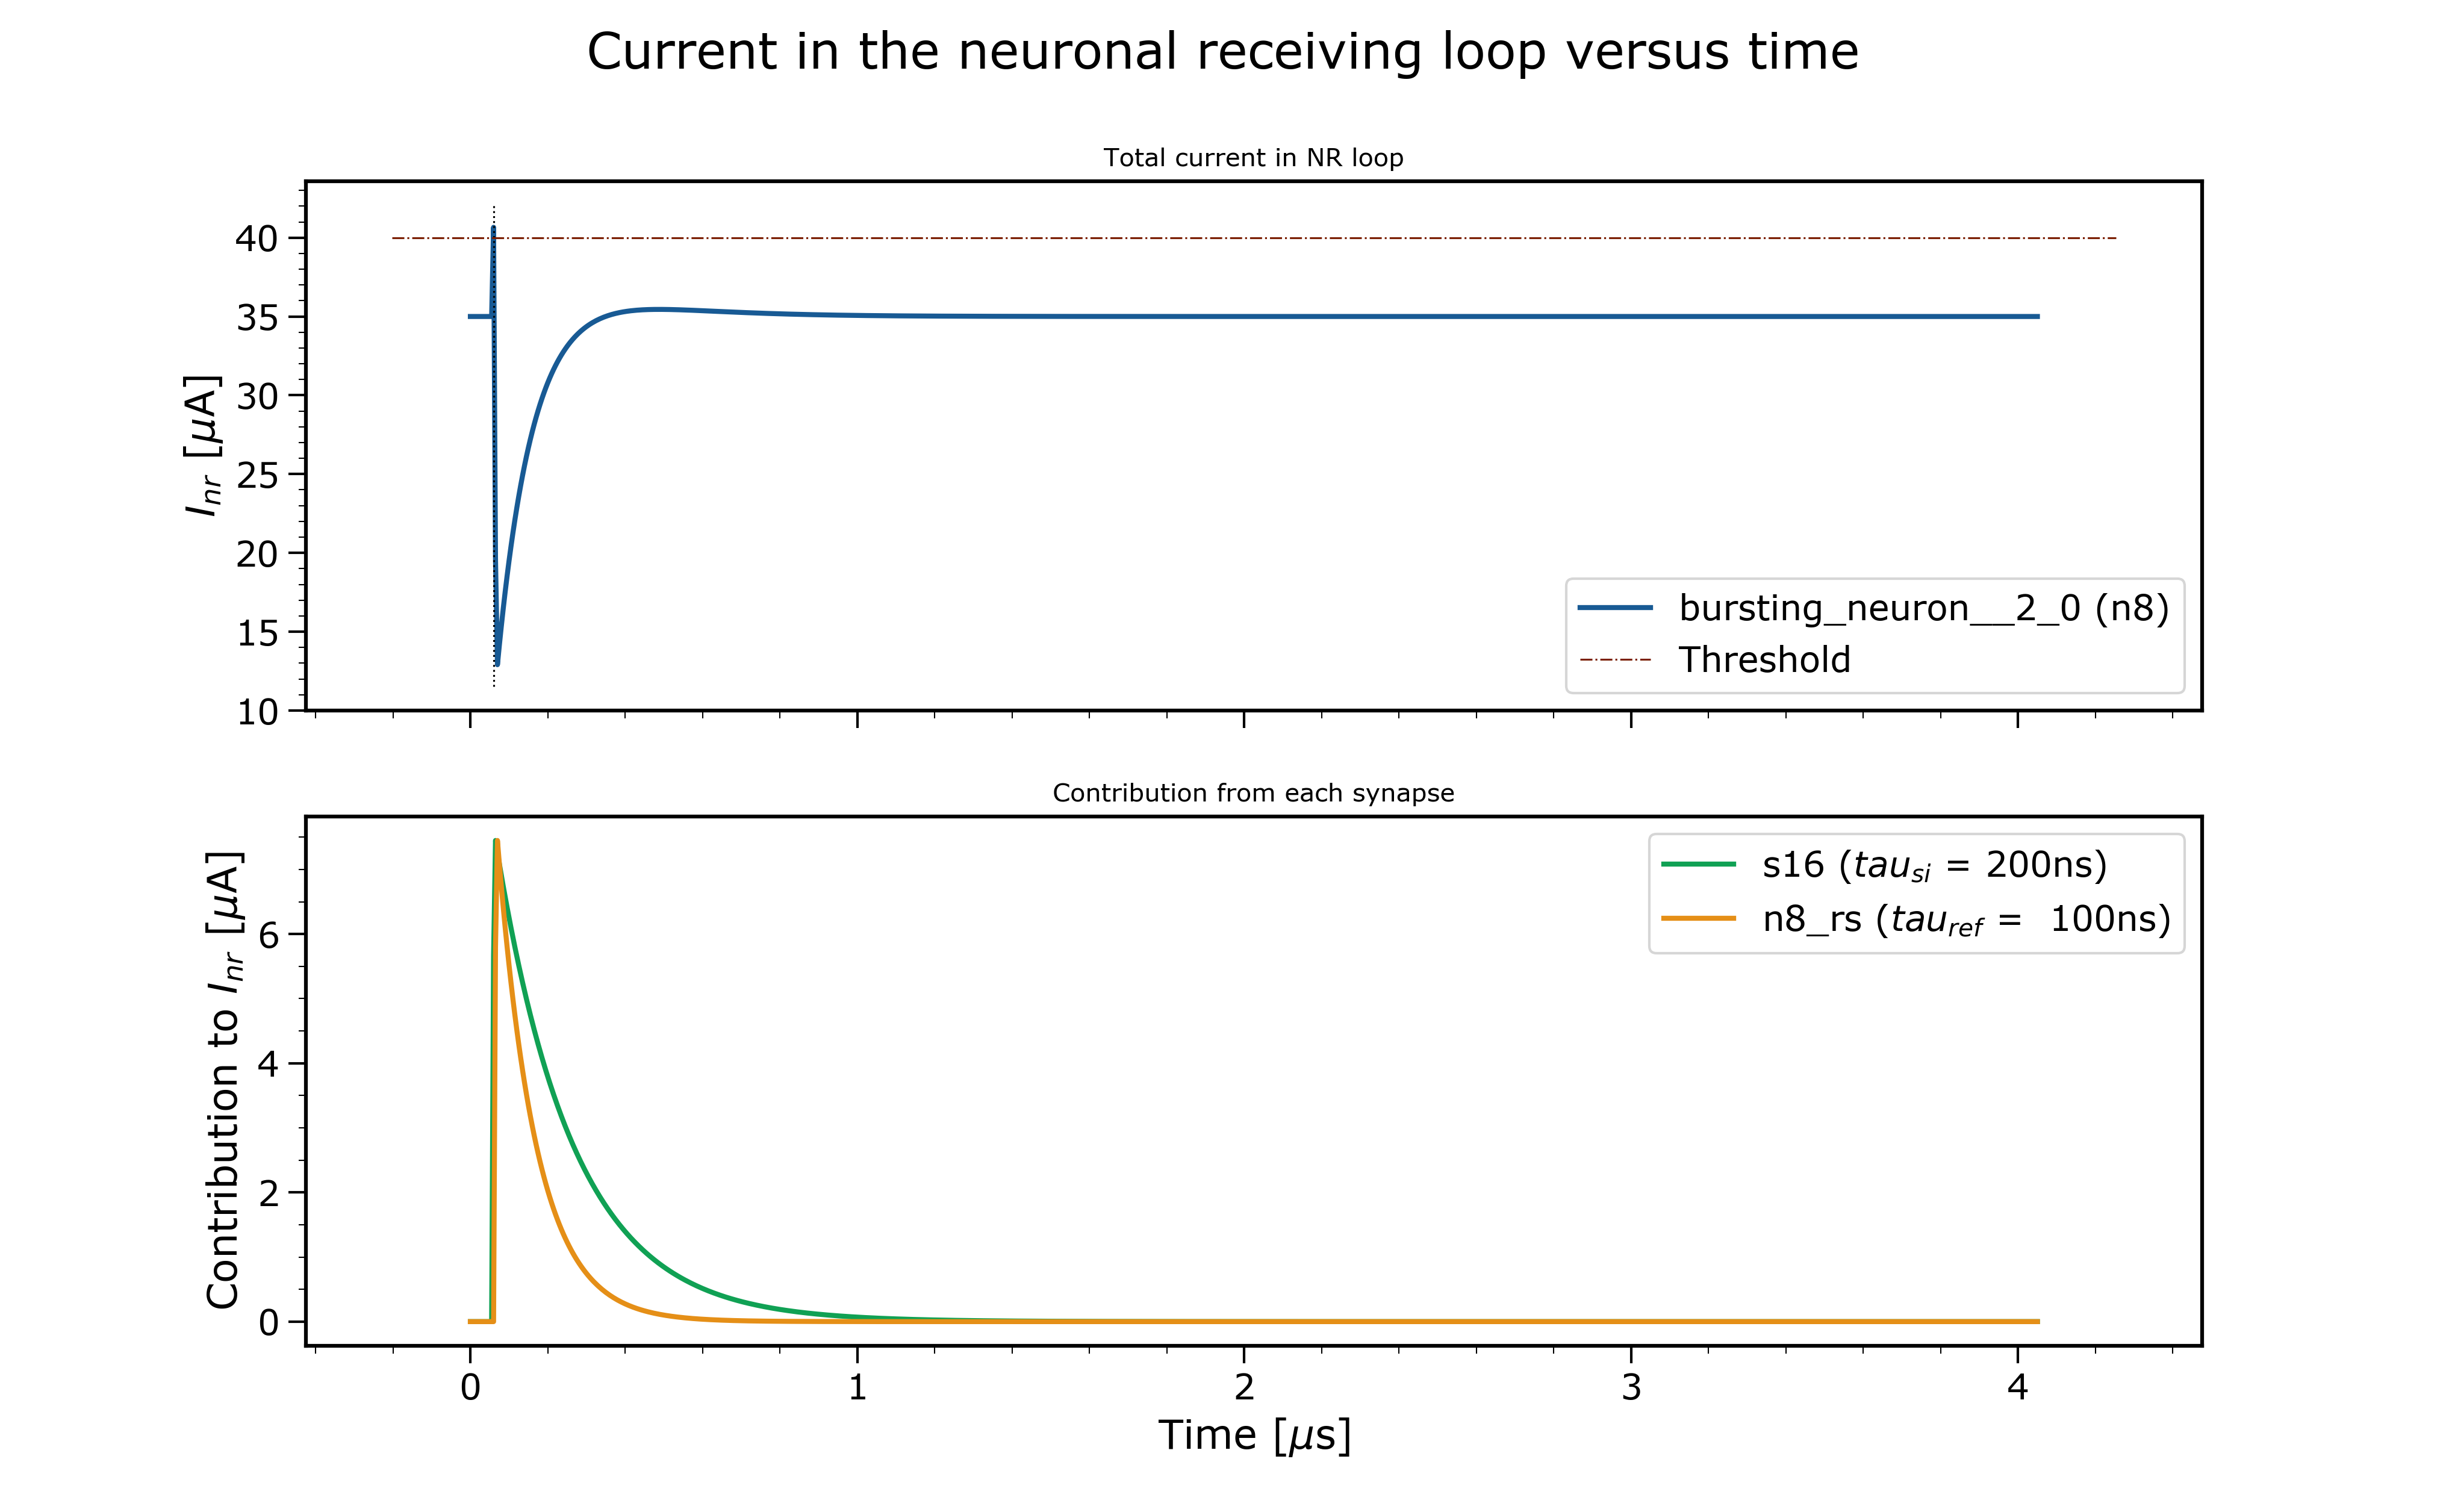 Current in the neuronal receiving loop versus time
Total current in NR loop
I_nr [μA]
40
35
30
25
20
15
10
bursting_neuron__2_0 (n8)
Threshold
Contribution from each synapse
Contribution to I_nr [μA]
6
4
2
0
s16 (tau_si = 200ns)
n8_rs (tau_ref =  100ns)
0 1 2 3 4
Time [μs]